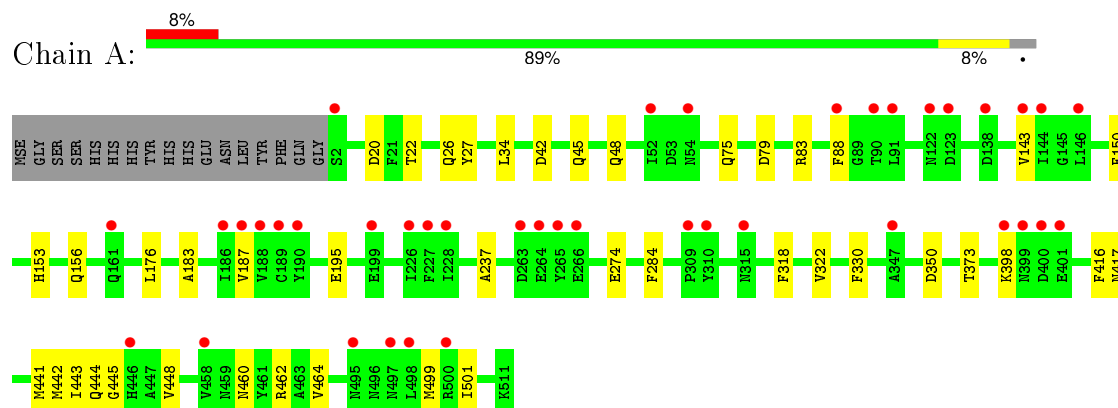 8%
Chain A:
89%
8%
.
MSE GLY SER SER HIS HIS HIS TYR HIS HIS GLU ASN LEU TYR PHE GLN GLY S2 D20 F21 T22 Q26 Y27 L34 D42 Q45 Q48 I52 D53 N54 Q75 D79 R83 F88 G89 T90 L91 N122 D123 D138 V143 I144 G145 L146
H153 Q156 Q161 L176 A183 I186 V187 V188 C189 Y190 E195 E199 I226 F227 I228 A237 D263 E264 Y265 E266 E274 F284 P309 Y310 N315 F318 V322 F330 A347 D350 T373 K398 N399 D400 E401 F416
M441 M442 I443 Q444 G445 H446 A447 V448 V458 N459 N460 Y461 R462 A463 V464 N495 N496 N497 L498 M499 R500 I501 K511